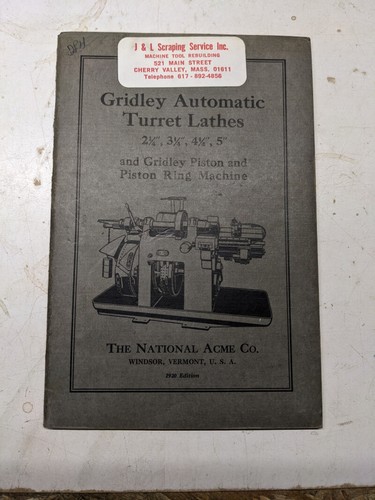 J & L Scraping Service Inc.
MACHINE TOOL REBUILDING
521 MAIN STREET
CHERRY VALLEY, MASS. 01611
Telephone 617-892-4656
Gridley Automatic
Turret Lathes
2¼", 3¼", 4¼", 5"
and Gridley Piston and
Piston Ring Machine
THE NATIONAL ACME CO.
WINDSOR, VERMONT, U. S. A.
Edition